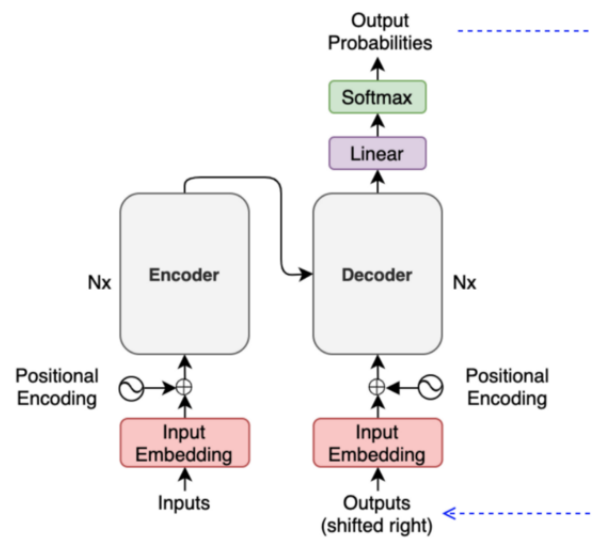 Output
Probabilities
Softmax
Linear
Encoder
Decoder
Nx
Nx
Positional
Encoding
Positional
Encoding
Input
Embedding
Input
Embedding
Inputs
Outputs
(shifted right)